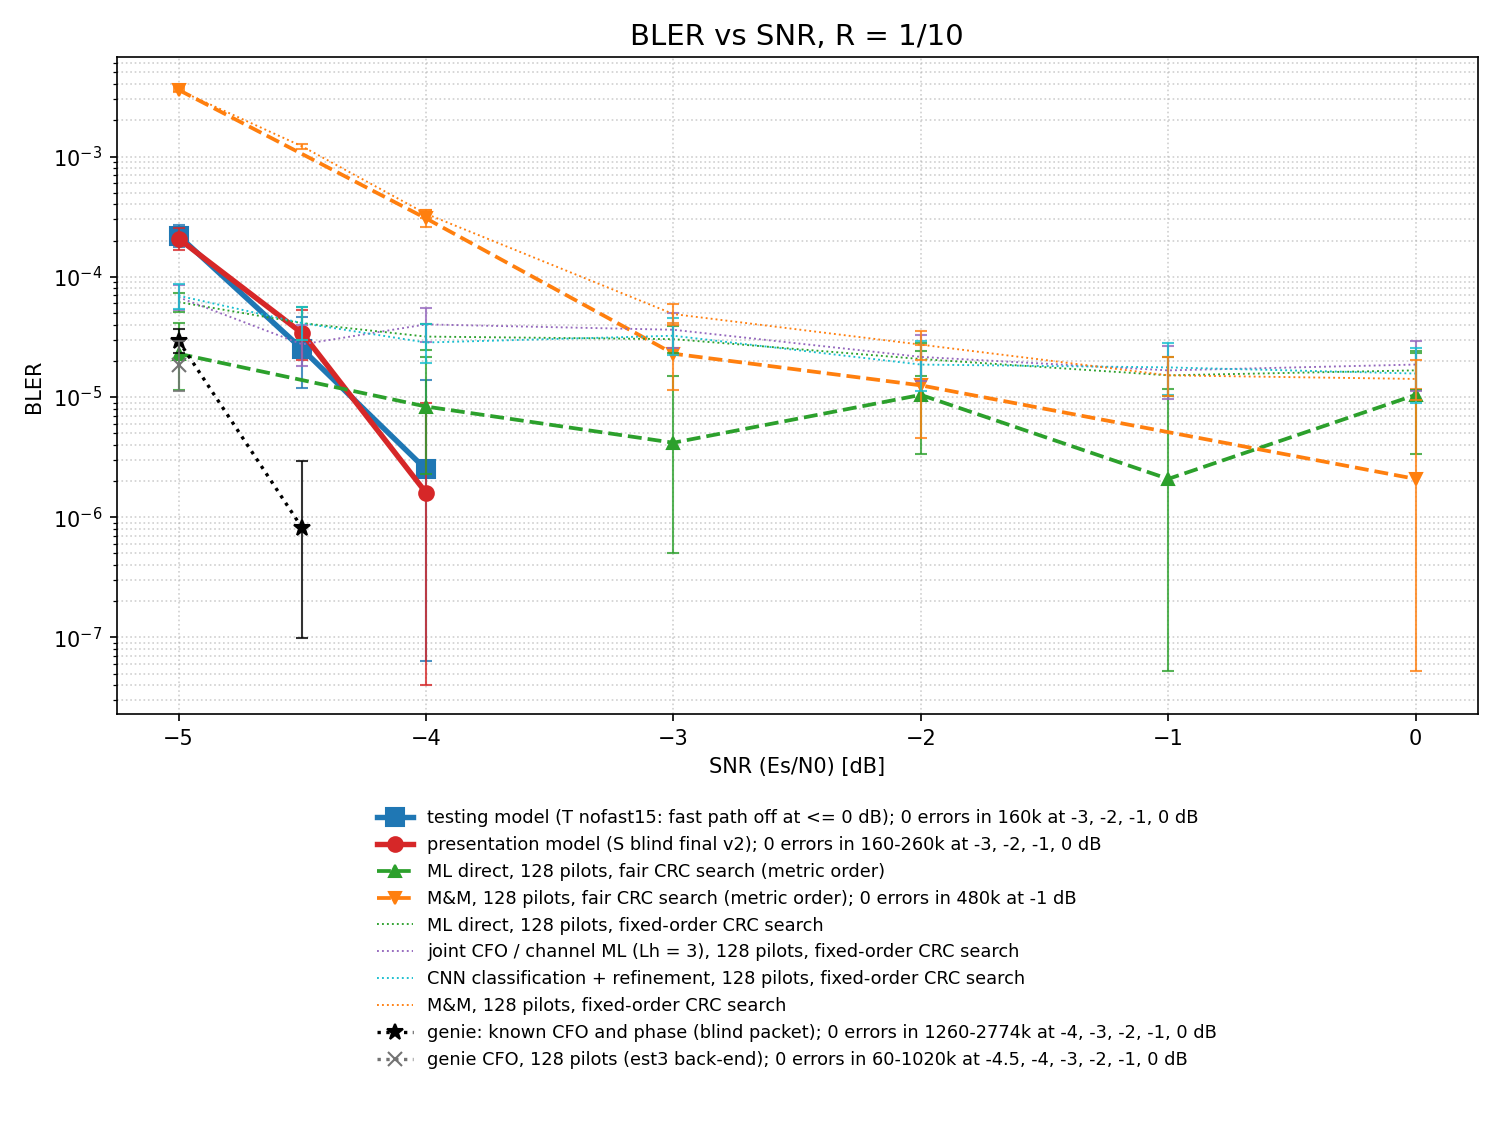 BLER vs SNR, R = 1/10
BLER
10⁻³
10⁻⁴
10⁻⁵
10⁻⁶
10⁻⁷
−5 −4 −3 −2 −1 0
SNR (Es/N0) [dB]
testing model (T nofast15: fast path off at <= 0 dB); 0 errors in 160k at -3, -2, -1, 0 dB
presentation model (S blind final v2); 0 errors in 160-260k at -3, -2, -1, 0 dB
ML direct, 128 pilots, fair CRC search (metric order)
M&M, 128 pilots, fair CRC search (metric order); 0 errors in 480k at -1 dB
ML direct, 128 pilots, fixed-order CRC search
joint CFO / channel ML (Lh = 3), 128 pilots, fixed-order CRC search
CNN classification + refinement, 128 pilots, fixed-order CRC search
M&M, 128 pilots, fixed-order CRC search
genie: known CFO and phase (blind packet); 0 errors in 1260-2774k at -4, -3, -2, -1, 0 dB
genie CFO, 128 pilots (est3 back-end); 0 errors in 60-1020k at -4.5, -4, -3, -2, -1, 0 dB